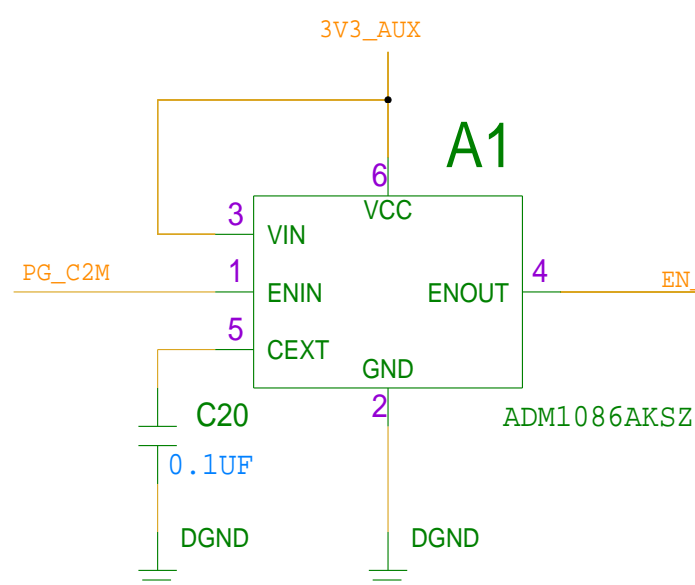 3V3_AUX
A1
6
VCC
3
VIN
PG_C2M
1
ENIN
ENOUT
4
EN_
5
CEXT
GND
2
C20
ADM1086AKSZ
0.1UF
DGND
DGND